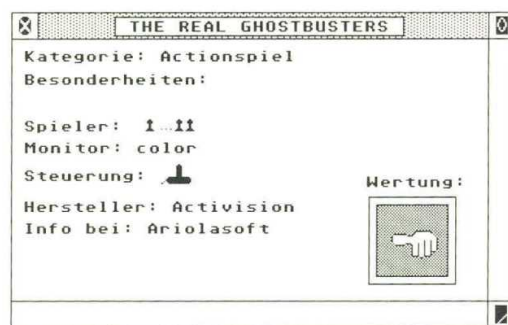 THE REAL GHOSTBUSTERS
Kategorie: Actionspiel
Besonderheiten:
Spieler: ...
Monitor: color
Steuerung:
Wertung:
Hersteller: Activision
Info bei: Ariolasoft